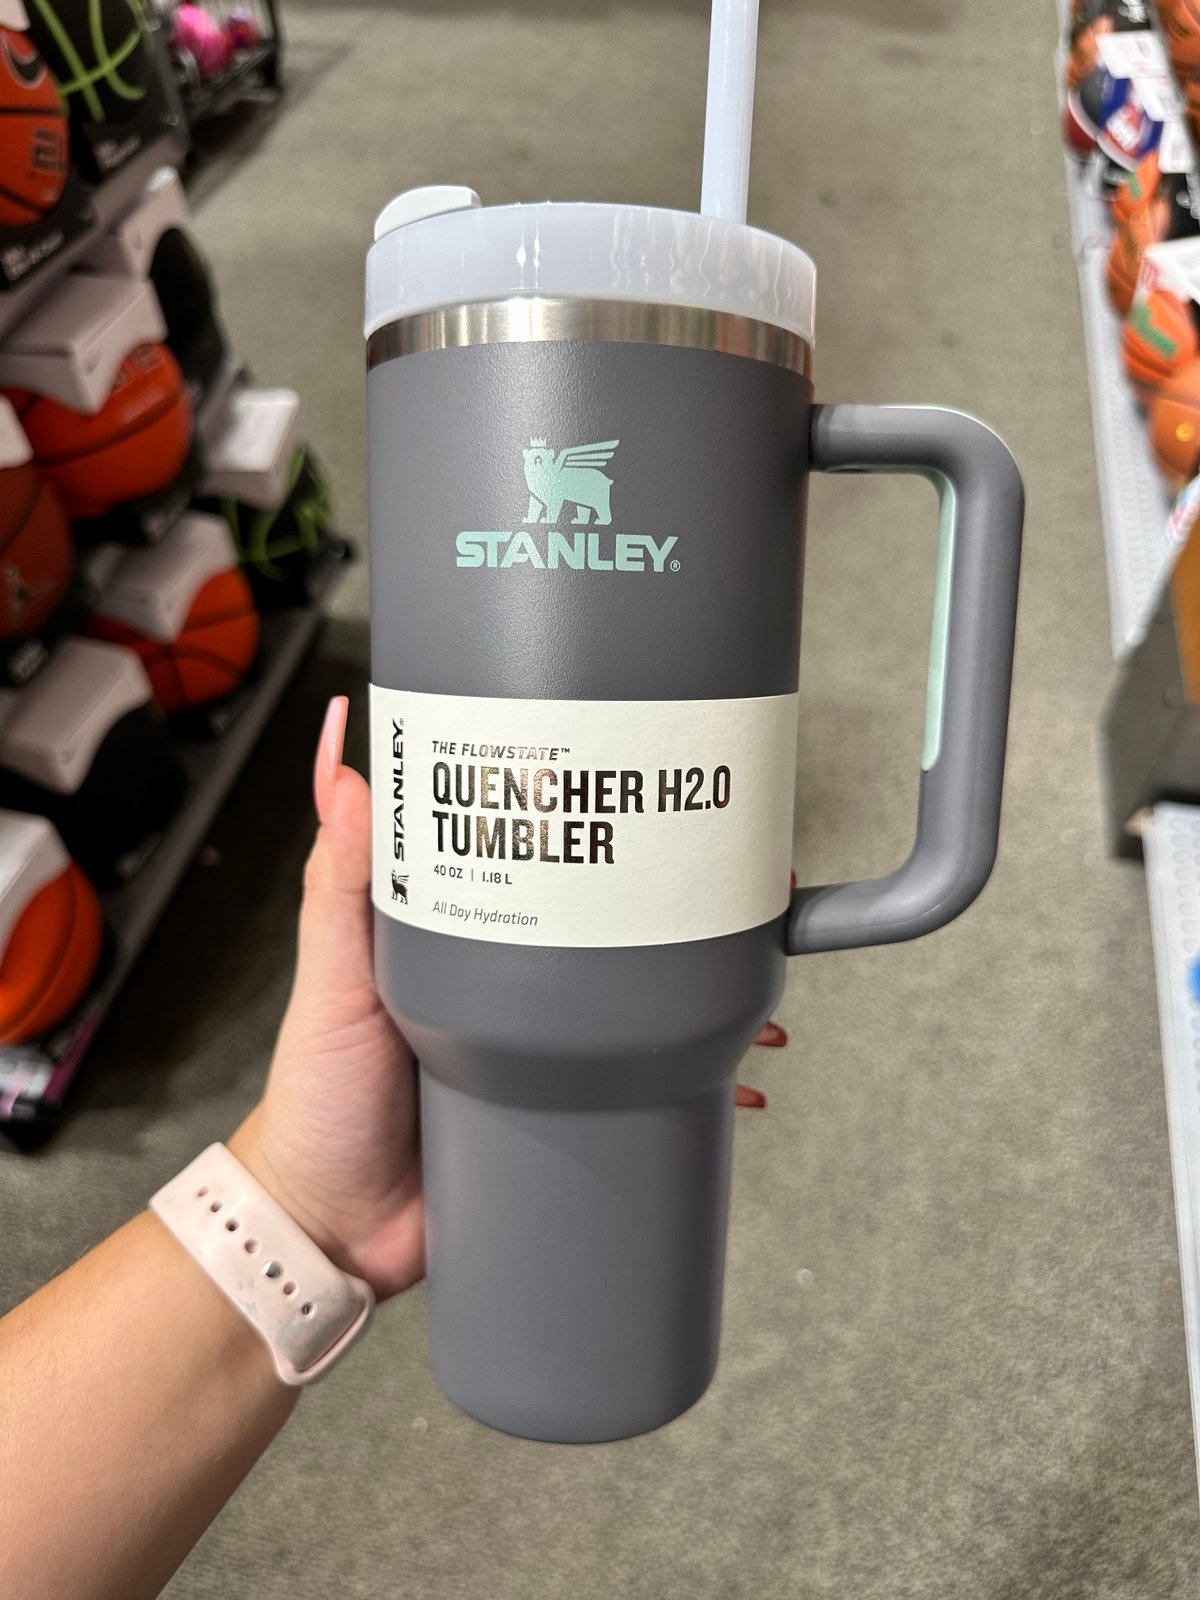 STANLEY®
STANLEY®
THE FLOWSTATE™
QUENCHER H2.0
TUMBLER
40 OZ | 1.18 L
All Day Hydration